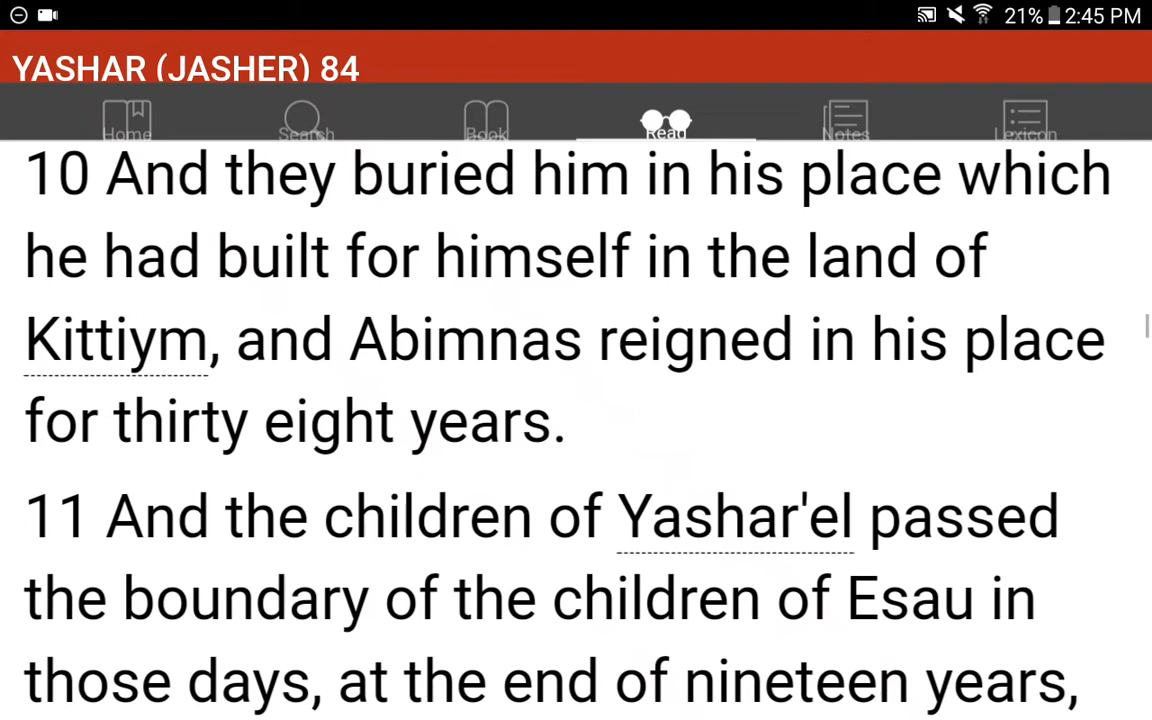 21% 2:45 PM
YASHAR (JASHER) 84
Home Search Book Read Notes Lexicon
10 And they buried him in his place which
he had built for himself in the land of
Kittiym, and Abimnas reigned in his place
for thirty eight years.
11 And the children of Yashar'el passed
the boundary of the children of Esau in
those days, at the end of nineteen years,